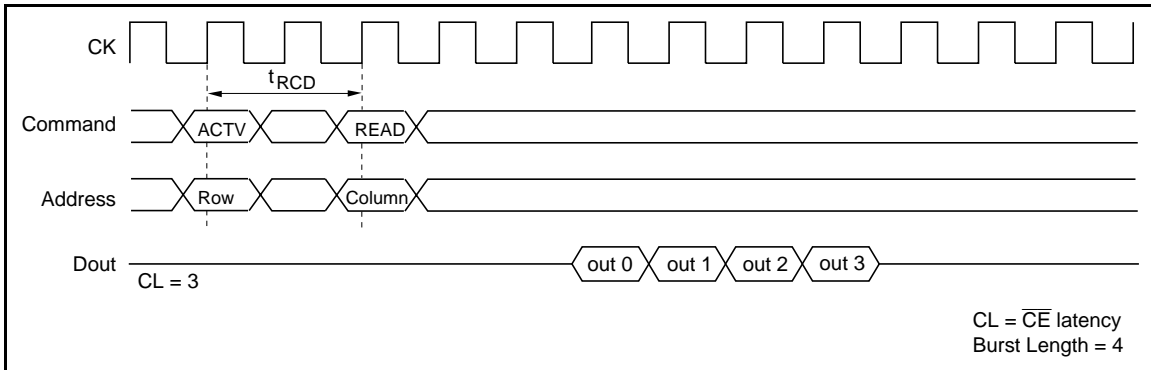 CK
tRCD
Command ACTV READ
Address Row Column
Dout out 0 out 1 out 2 out 3
CL = 3
CL = C̅E̅ latency
Burst Length = 4